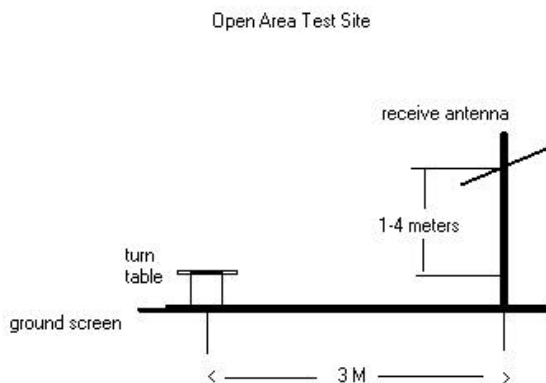 Open Area Test Site
receive antenna
1-4 meters
turn
table
ground screen
3 M